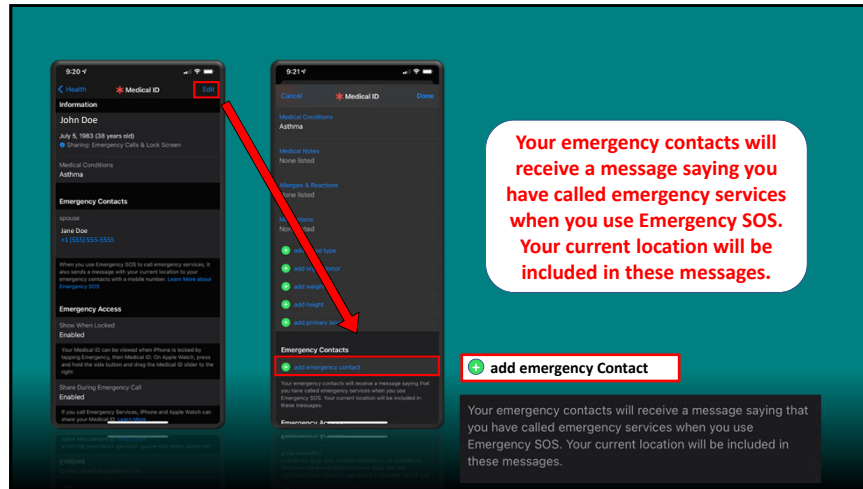 9:20
Health
Medical ID
Edit
Information
John Doe
July 5, 1983 (38 years old)
Sharing: Emergency Calls & Lock Screen
Medical Conditions
Asthma
Emergency Contacts
spouse
Jane Doe
+1 (555) 555-5555
When you use Emergency SOS to call emergency services, it
also sends a message with your current location to your
emergency contacts with a mobile number. Learn More about
Emergency SOS
Emergency Access
Show When Locked
Enabled
Your Medical ID can be viewed when iPhone is locked by
tapping Emergency, then Medical ID. On Apple Watch, press
and hold the side button and drag the Medical ID slider to the
right.
Share During Emergency Call
Enabled
If you call Emergency Services, iPhone and Apple Watch can
share your Medical ID. Learn More
9:21
Cancel
Medical ID
Done
Medical Conditions
Asthma
Medical Notes
None listed
Allergies & Reactions
None listed
listed
add
type
add
add weight
add height
add primary
Emergency Contacts
add emergency contact
Your emergency contacts will receive a message saying that
you have called emergency services when you use
Emergency SOS. Your current location will be included in
these messages.
Emergency Access
Your emergency contacts will
receive a message saying you
have called emergency services
when you use Emergency SOS.
Your current location will be
included in these messages.
add emergency Contact
Your emergency contacts will receive a message saying that
you have called emergency services when you use
Emergency SOS. Your current location will be included in
these messages.